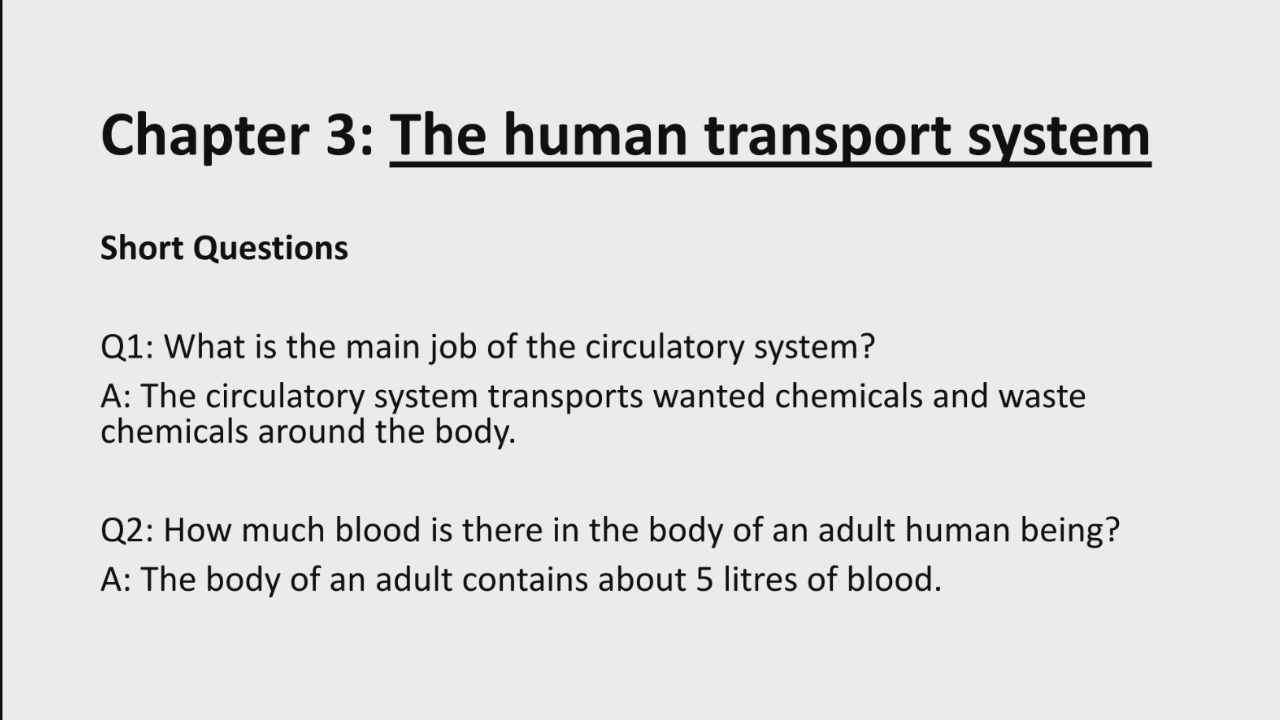 Chapter 3: The human transport system
Short Questions
Q1: What is the main job of the circulatory system?
A: The circulatory system transports wanted chemicals and waste
chemicals around the body.
Q2: How much blood is there in the body of an adult human being?
A: The body of an adult contains about 5 litres of blood.